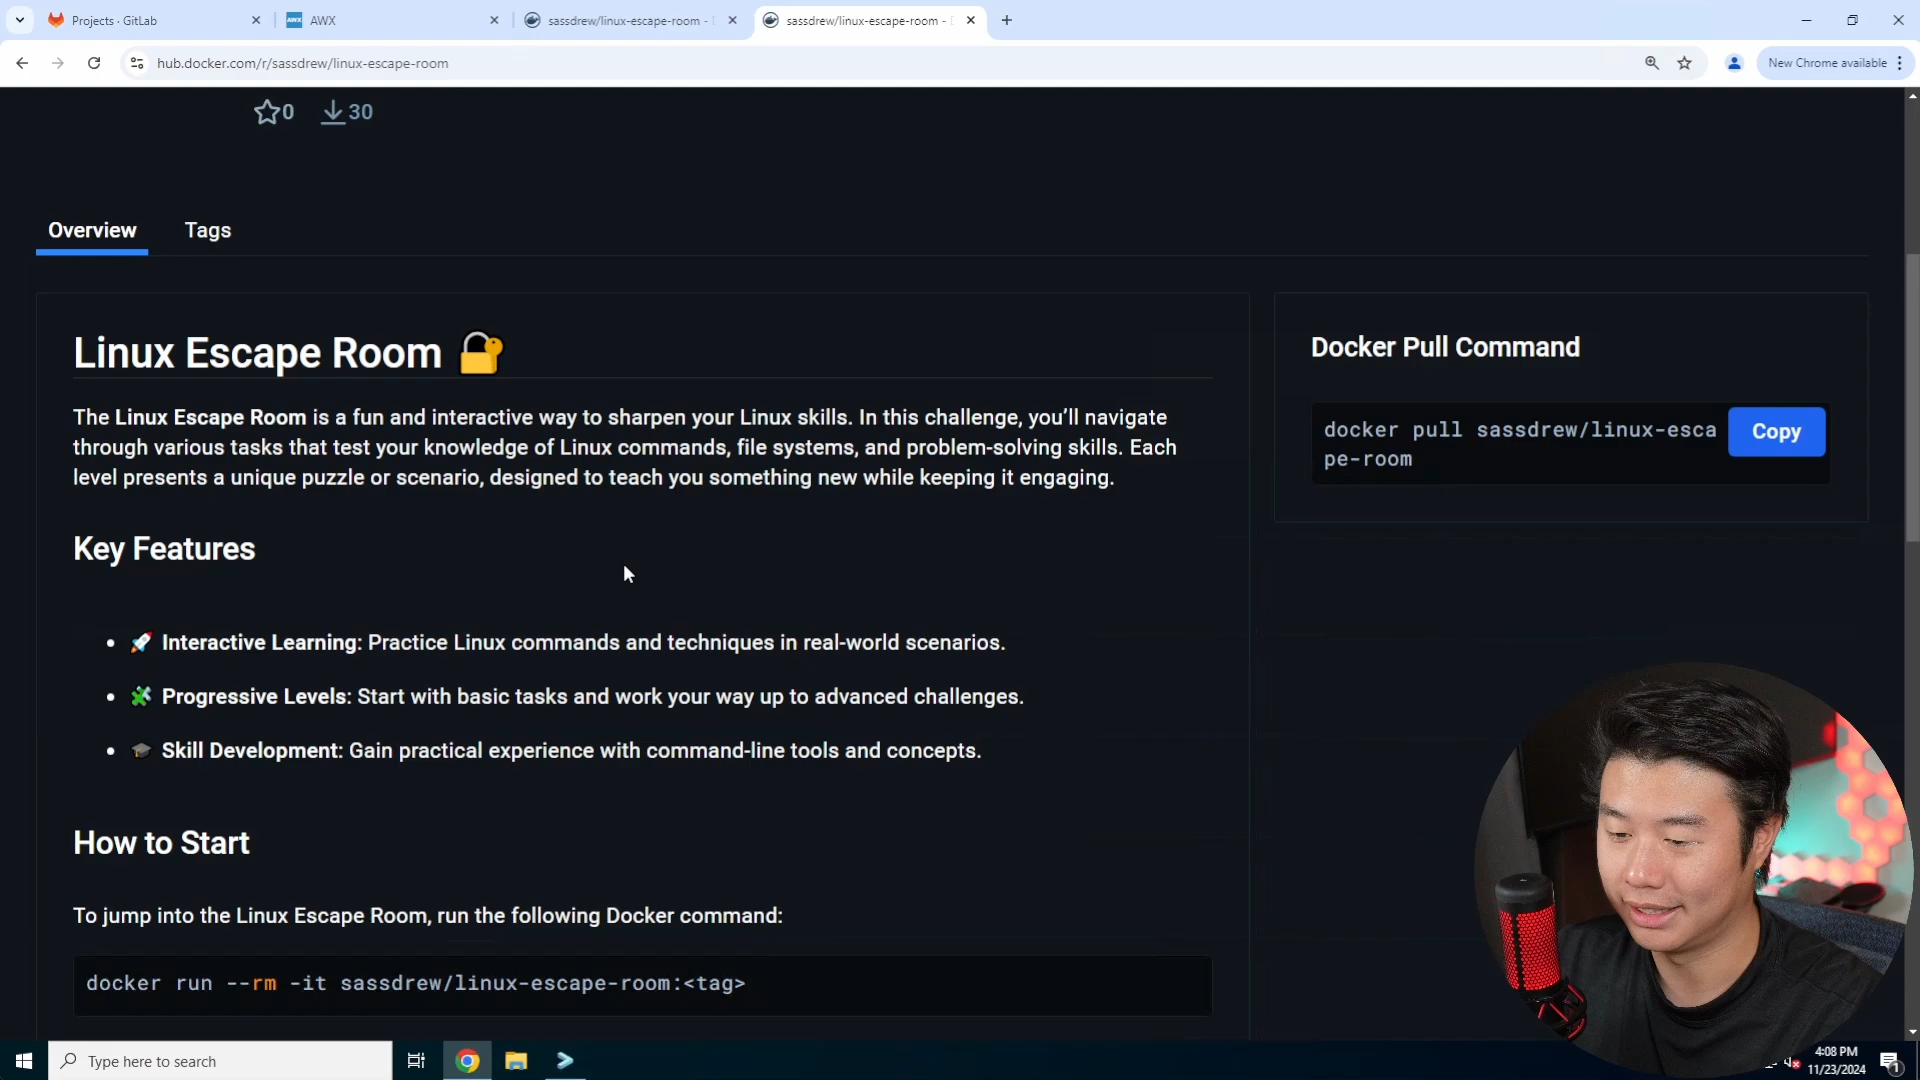 Projects · GitLab
AWX
AWX
sassdrew/linux-escape-room -
sassdrew/linux-escape-room -
hub.docker.com/r/sassdrew/linux-escape-room
New Chrome available
0
30
Overview
Tags
Linux Escape Room
The Linux Escape Room is a fun and interactive way to sharpen your Linux skills. In this challenge, you’ll navigate
through various tasks that test your knowledge of Linux commands, file systems, and problem-solving skills. Each
level presents a unique puzzle or scenario, designed to teach you something new while keeping it engaging.
Key Features
Interactive Learning: Practice Linux commands and techniques in real-world scenarios.
Progressive Levels: Start with basic tasks and work your way up to advanced challenges.
Skill Development: Gain practical experience with command-line tools and concepts.
How to Start
To jump into the Linux Escape Room, run the following Docker command:
docker run --rm -it sassdrew/linux-escape-room:<tag>
Docker Pull Command
docker pull sassdrew/linux-esca
pe-room
Copy
Type here to search
4:08 PM
11/23/2024
1